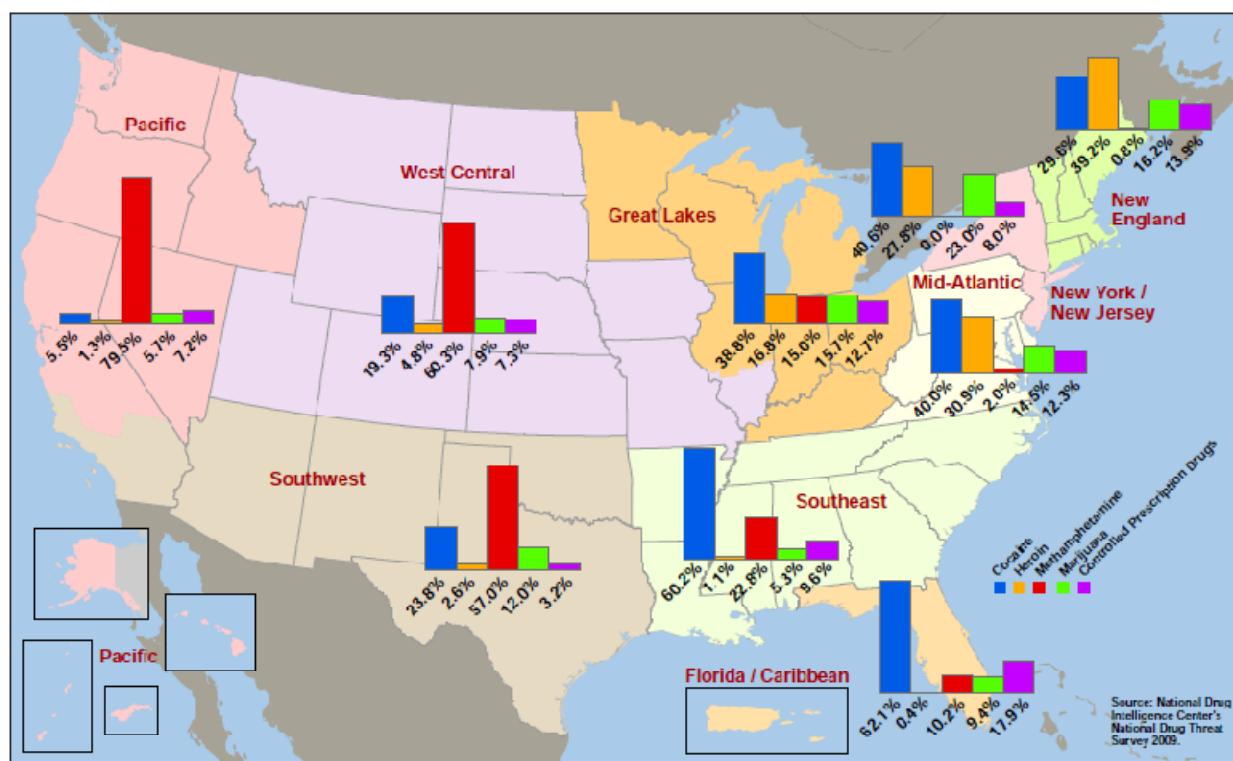 Pacific
79.5%
5.5%
1.3%
5.7%
7.2%
West Central
19.3%
4.8%
60.3%
7.9%
7.3%
Great Lakes
38.8%
16.8%
15.0%
15.7%
12.7%
40.6%
27.8%
0.0%
23.0%
8.0%
29.6%
39.2%
0.8%
16.2%
13.9%
New
England
Mid-Atlantic
40.0%
30.9%
2.0%
14.5%
12.3%
New York /
New Jersey
Southwest
23.8%
2.6%
57.0%
12.0%
3.2%
Southeast
60.2%
1.1%
22.8%
5.3%
9.6%
Cocaine
Heroin
Methamphetamine
Marijuana
Controlled Prescription Drugs
Pacific
Florida / Caribbean
62.1%
0.4%
10.2%
9.4%
17.9%
Source: National Drug
Intelligence Center's
National Drug Threat
Survey 2009.